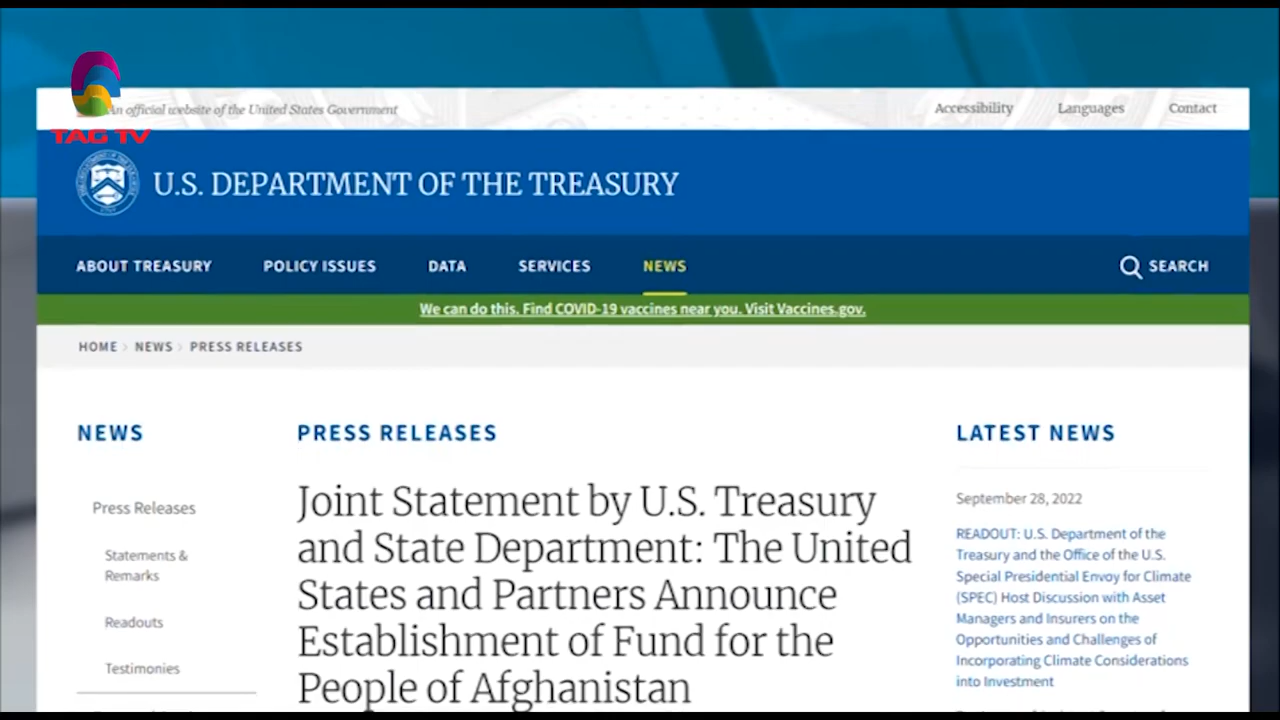 TAG TV
An official website of the United States Government
Accessibility
Languages
Contact
U.S. DEPARTMENT OF THE TREASURY
ABOUT TREASURY
POLICY ISSUES
DATA
SERVICES
NEWS
SEARCH
We can do this. Find COVID-19 vaccines near you. Visit Vaccines.gov.
HOME › NEWS › PRESS RELEASES
NEWS
Press Releases
Statements &
Remarks
Readouts
Testimonies
PRESS RELEASES
Joint Statement by U.S. Treasury
and State Department: The United
States and Partners Announce
Establishment of Fund for the
People of Afghanistan
LATEST NEWS
September 28, 2022
READOUT: U.S. Department of the
Treasury and the Office of the U.S.
Special Presidential Envoy for Climate
(SPEC) Host Discussion with Asset
Managers and Insurers on the
Opportunities and Challenges of
Incorporating Climate Considerations
into Investment